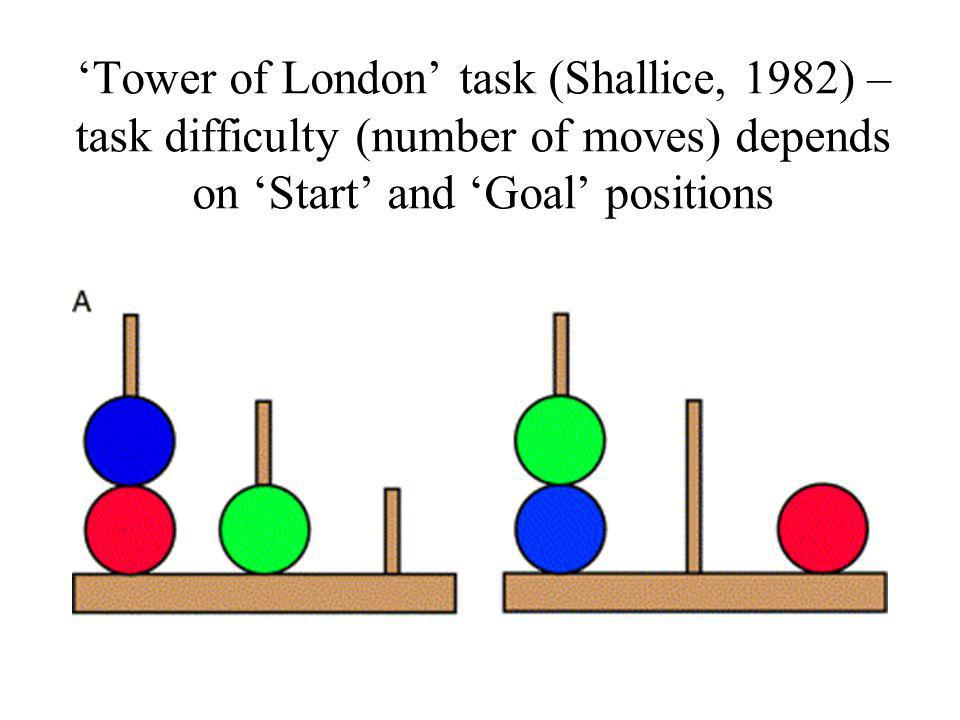 ‘Tower of London’ task (Shallice, 1982) –
task difficulty (number of moves) depends
on ‘Start’ and ‘Goal’ positions
A